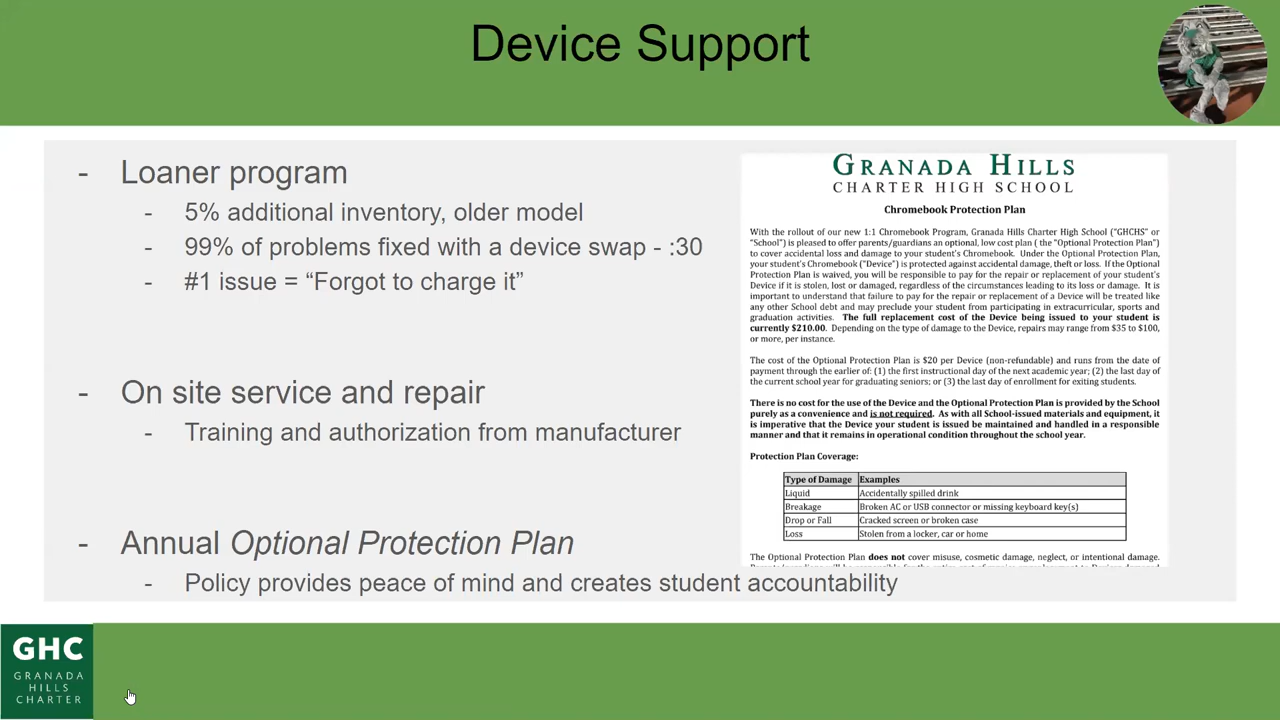 Device Support
- Loaner program
- 5% additional inventory, older model
- 99% of problems fixed with a device swap - :30
- #1 issue = “Forgot to charge it”
- On site service and repair
- Training and authorization from manufacturer
- Annual Optional Protection Plan
- Policy provides peace of mind and creates student accountability
GRANADA HILLS
CHARTER HIGH SCHOOL
Chromebook Protection Plan
With the rollout of our new 1:1 Chromebook Program, Granada Hills Charter High School ("GHCHS" or
"School") is pleased to offer parents/guardians an optional, low cost plan ( the "Optional Protection Plan")
to cover accidental loss and damage to your student's Chromebook. Under the Optional Protection Plan,
your student's Chromebook ("Device") is protected against accidental damage, theft or loss. If the Optional
Protection Plan is waived, you will be responsible to pay for the repair or replacement of your student's
Device if it is stolen, lost or damaged, regardless of the circumstances leading to its loss or damage. It is
important to understand that failure to pay for the repair or replacement of a Device will be treated like
any other School debt and may preclude your student from participating in extracurricular, sports and
graduation activities. The full replacement cost of the Device being issued to your student is
currently $210.00. Depending on the type of damage to the Device, repairs may range from $35 to $100,
or more, per instance.
The cost of the Optional Protection Plan is $20 per Device (non-refundable) and runs from the date of
payment through the earlier of: (1) the first instructional day of the next academic year; (2) the last day of
the current school year for graduating seniors; or (3) the last day of enrollment for exiting students.
There is no cost for the use of the Device and the Optional Protection Plan is provided by the School
purely as a convenience and is not required. As with all School-issued materials and equipment, it
is imperative that the Device your student is issued be maintained and handled in a responsible
manner and that it remains in operational condition throughout the school year.
Protection Plan Coverage:
Type of Damage Examples
Liquid Accidentally spilled drink
Breakage Broken AC or USB connector or missing keyboard key(s)
Drop or Fall Cracked screen or broken case
Loss Stolen from a locker, car or home
The Optional Protection Plan does not cover misuse, cosmetic damage, neglect, or intentional damage.
GHC
GRANADA
HILLS
CHARTER